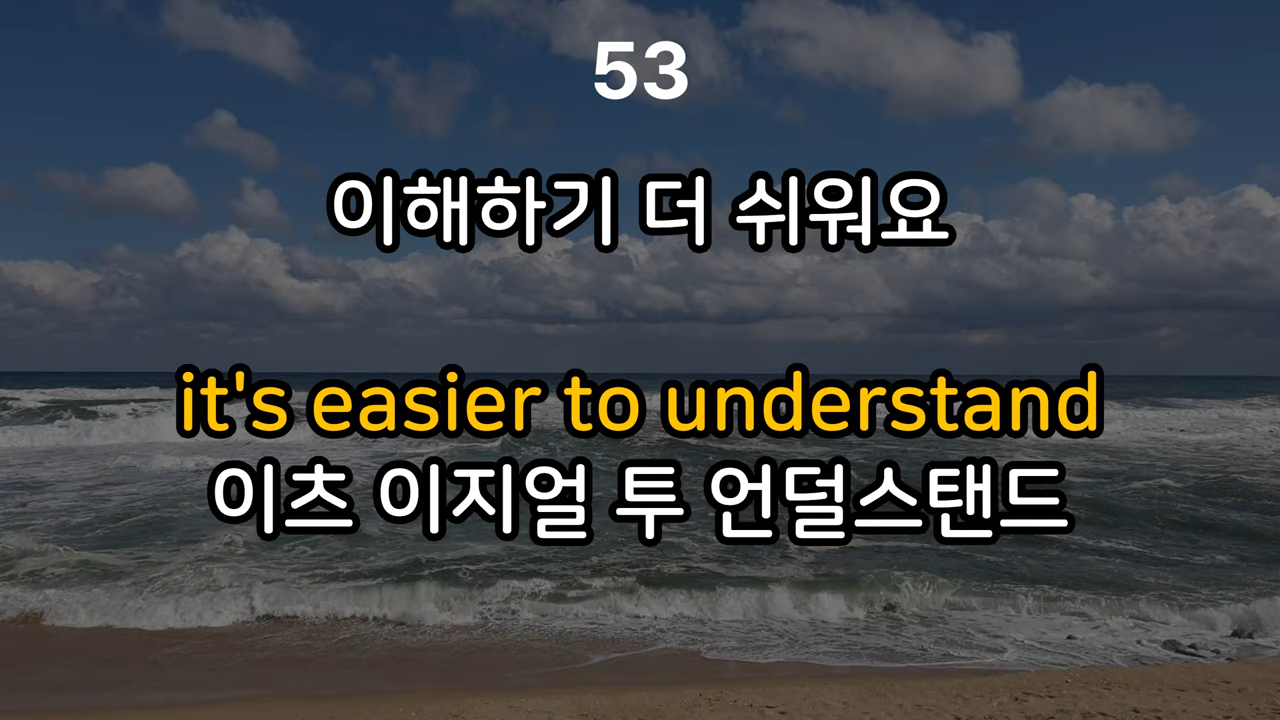 53
이해하기 더 쉬워요
it's easier to understand
이츠 이지얼 투 언덜스탠드